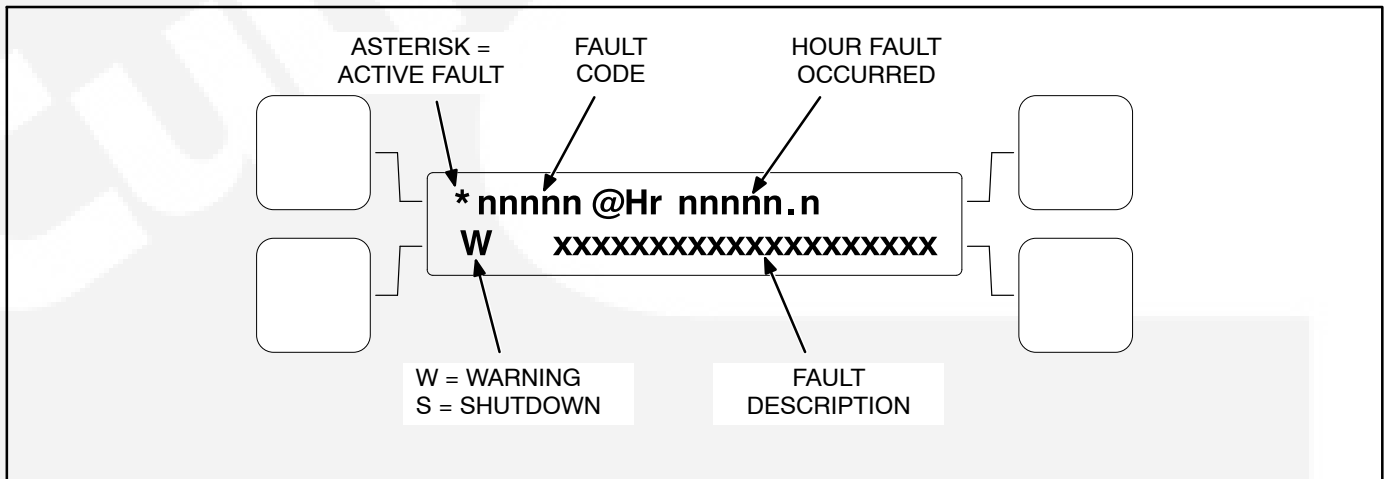 ASTERISK =
ACTIVE FAULT
FAULT
CODE
HOUR FAULT
OCCURRED
* nnnnn @Hr nnnnn.n
W xxxxxxxxxxxxxxxxxxxx
W = WARNING
S = SHUTDOWN
FAULT
DESCRIPTION